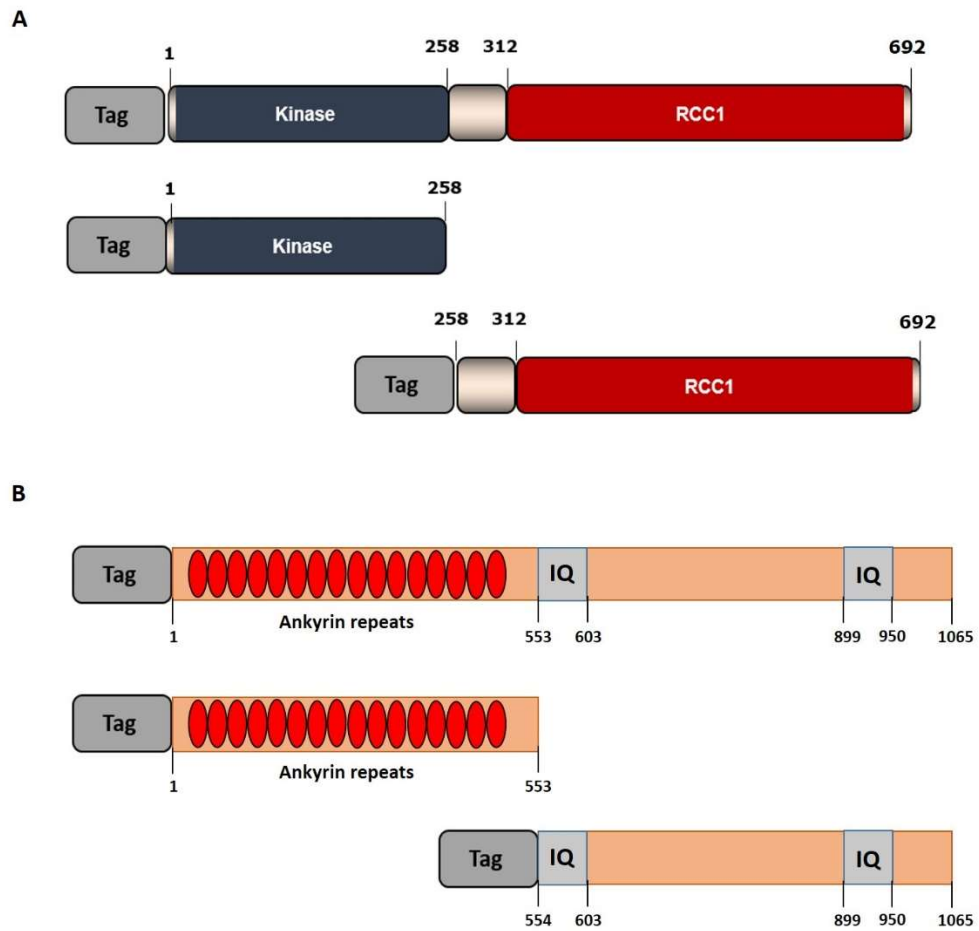 A
1 258 312 692
Tag Kinase RCC1
1 258
Tag Kinase
258 312 692
Tag RCC1
B
Tag IQ IQ
Ankyrin repeats
1 553 603 899 950 1065
Tag
Ankyrin repeats
1 553
Tag IQ IQ
554 603 899 950 1065